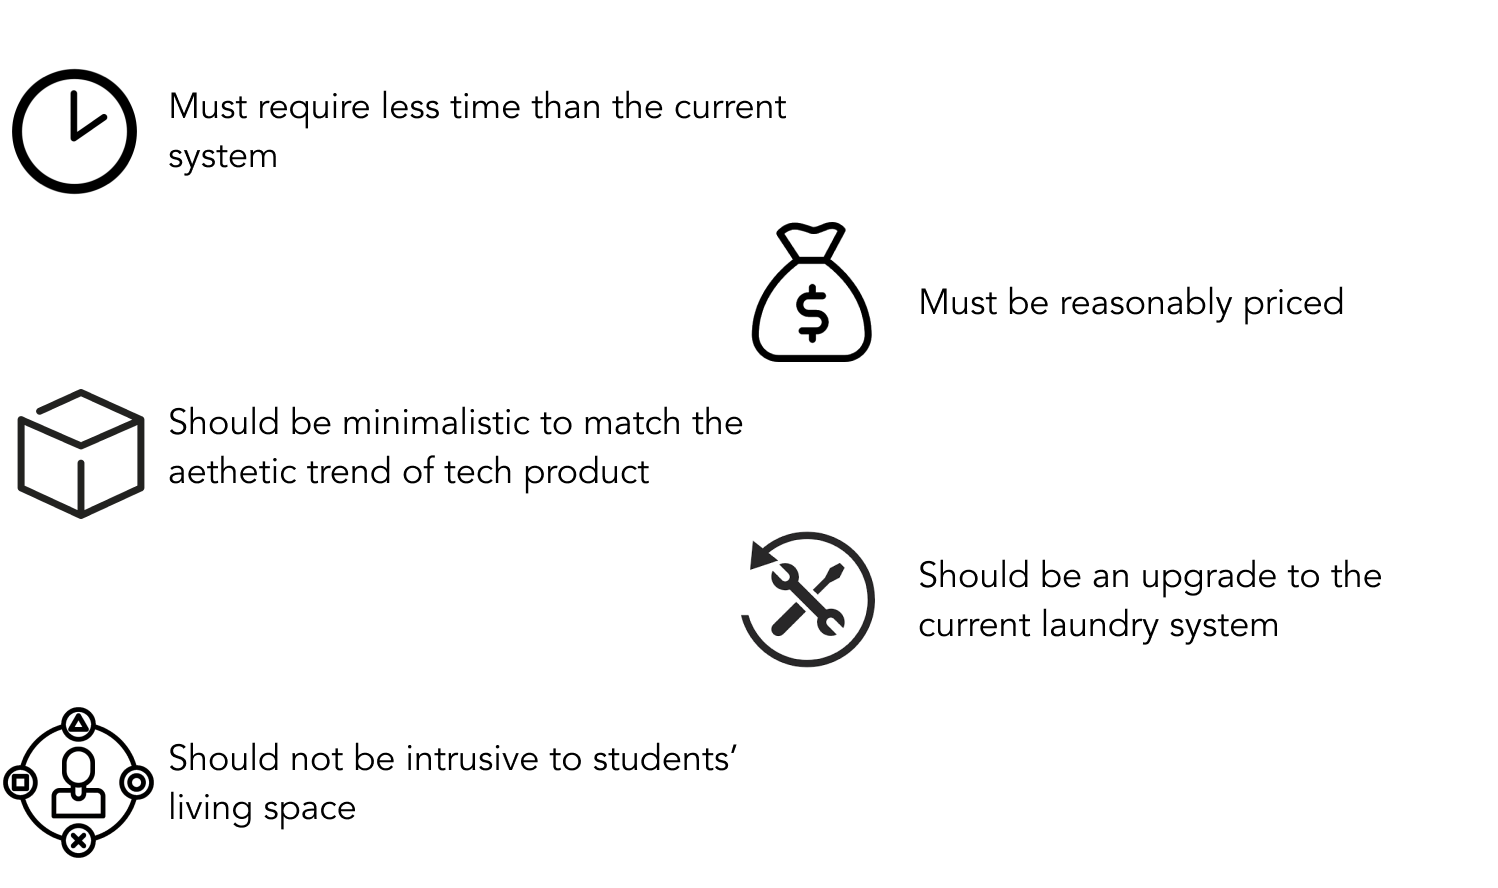 Must require less time than the current
system
$
Must be reasonably priced
Should be minimalistic to match the
aethetic trend of tech product
Should be an upgrade to the
current laundry system
Should not be intrusive to students’
living space